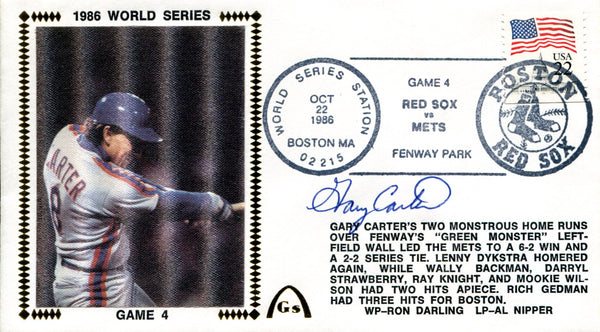 1986 WORLD SERIES
CARTER
8
GAME 4
WORLD SERIES STATION
OCT
22
1986
BOSTON MA
02215
GAME 4
RED SOX
vs
METS
FENWAY PARK
USA
22
BOSTON
RED SOX
Gary Carter
GARY CARTER'S TWO MONSTROUS HOME RUNS
OVER FENWAY'S "GREEN MONSTER" LEFT-
FIELD WALL LED THE METS TO A 6-2 WIN AND
A 2-2 SERIES TIE. LENNY DYKSTRA HOMERED
AGAIN, WHILE WALLY BACKMAN, DARRYL
STRAWBERRY, RAY KNIGHT, AND MOOKIE WIL-
SON HAD TWO HITS APIECE. RICH GEDMAN
HAD THREE HITS FOR BOSTON.
WP-RON DARLING LP-AL NIPPER
Gs